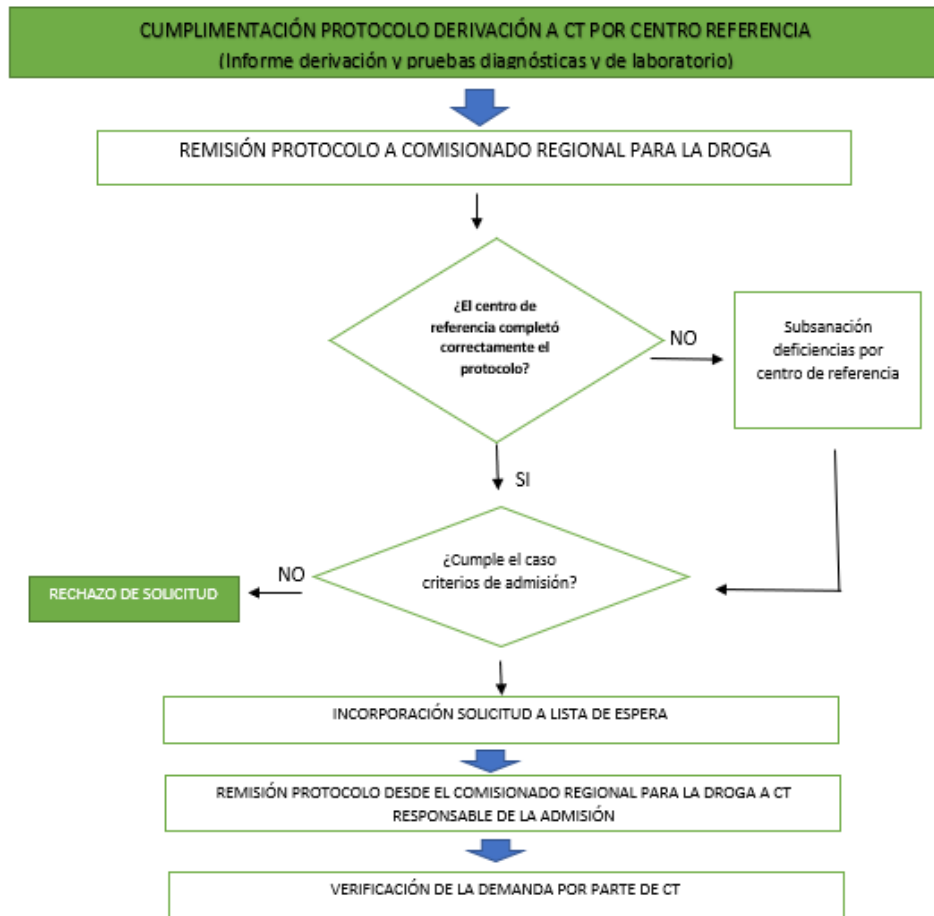 CUMPLIMENTACIÓN PROTOCOLO DERIVACIÓN A CT POR CENTRO REFERENCIA
(Informe derivación y pruebas diagnósticas y de laboratorio)
REMISIÓN PROTOCOLO A COMISIONADO REGIONAL PARA LA DROGA
¿El centro de
referencia completó
correctamente el
protocolo?
NO
Subsanación
deficiencias por
centro de referencia
SI
¿Cumple el caso
criterios de admisión?
NO
RECHAZO DE SOLICITUD
INCORPORACIÓN SOLICITUD A LISTA DE ESPERA
REMISIÓN PROTOCOLO DESDE EL COMISIONADO REGIONAL PARA LA DROGA A CT
RESPONSABLE DE LA ADMISIÓN
VERIFICACIÓN DE LA DEMANDA POR PARTE DE CT